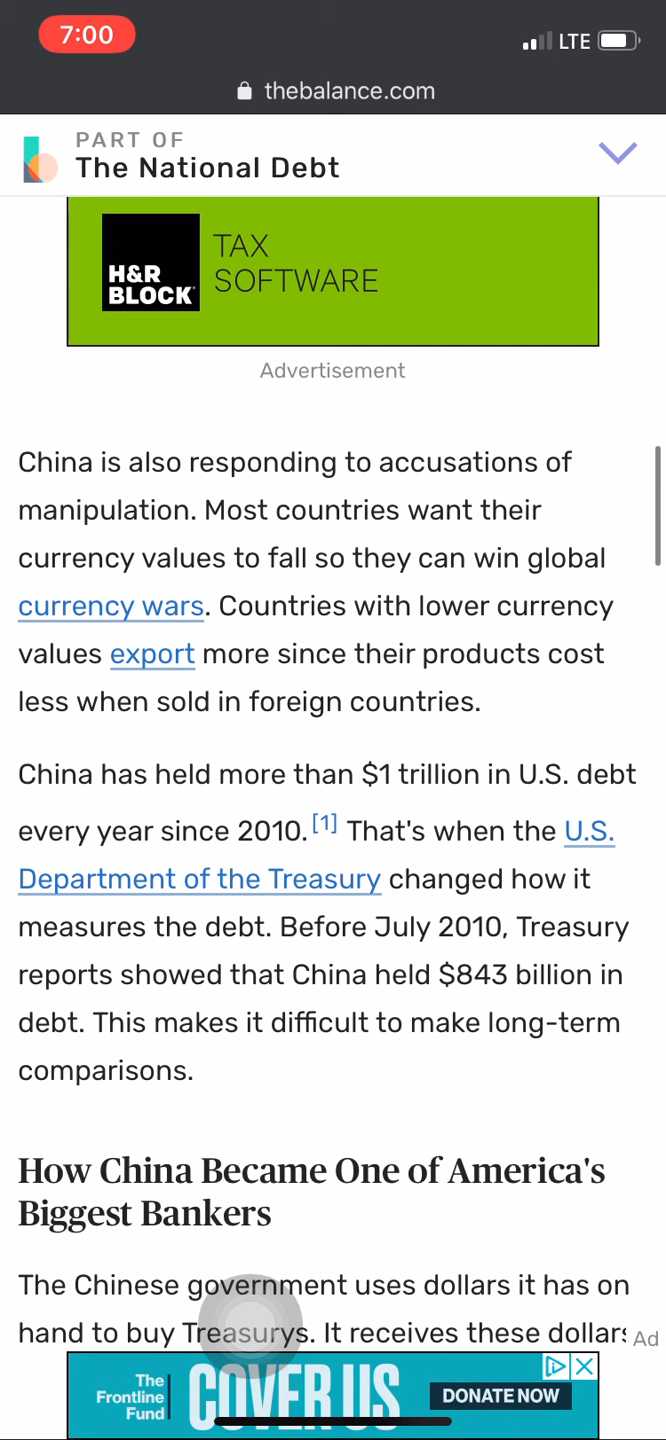 7:00
LTE
thebalance.com
PART OF
The National Debt
H&R
BLOCK
TAX
SOFTWARE
Advertisement
China is also responding to accusations of
manipulation. Most countries want their
currency values to fall so they can win global
currency wars. Countries with lower currency
values export more since their products cost
less when sold in foreign countries.
China has held more than $1 trillion in U.S. debt
every year since 2010.[1] That's when the U.S.
Department of the Treasury changed how it
measures the debt. Before July 2010, Treasury
reports showed that China held $843 billion in
debt. This makes it difficult to make long-term
comparisons.
How China Became One of America's
Biggest Bankers
The Chinese government uses dollars it has on
hand to buy Treasurys. It receives these dollars
Ad
The
Frontline
Fund
COVER US
DONATE NOW